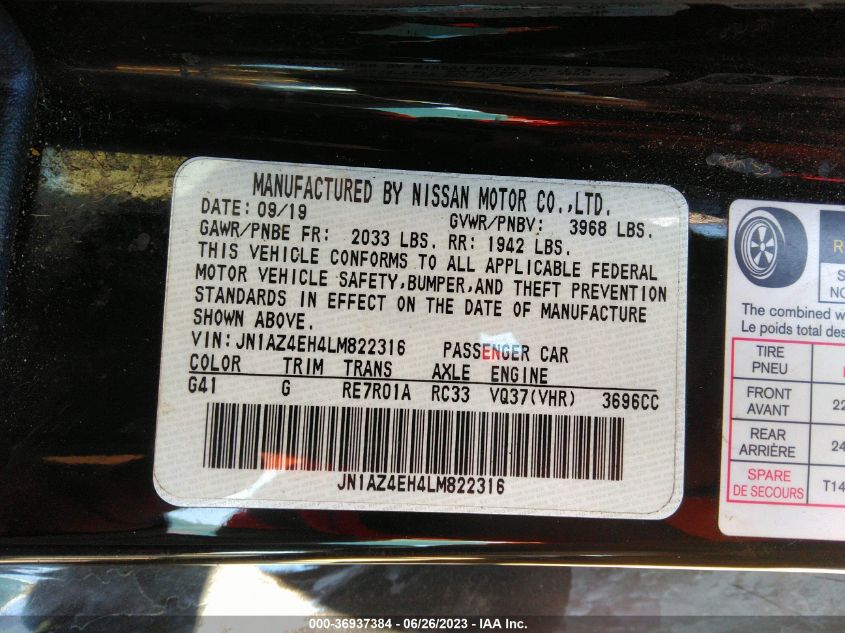 MANUFACTURED BY NISSAN MOTOR CO.,LTD.
DATE: 09/19 GVWR/PNBV: 3968 LBS.
GAWR/PNBE FR: 2033 LBS. RR: 1942 LBS.
THIS VEHICLE CONFORMS TO ALL APPLICABLE FEDERAL
MOTOR VEHICLE SAFETY,BUMPER,AND THEFT PREVENTION
STANDARDS IN EFFECT ON THE DATE OF MANUFACTURE
SHOWN ABOVE.
VIN: JN1AZ4EH4LM822316 PASSENGER CAR
COLOR TRIM TRANS AXLE ENGINE
G41 G RE7R01A RC33 VQ37(VHR) 3696CC
JN1AZ4EH4LM822316
The combined w
Le poids total des
TIRE
PNEU
FRONT
AVANT
22
REAR
ARRIÈRE
24
SPARE
DE SECOURS
T14
000-36937384 - 06/26/2023 - IAA Inc.